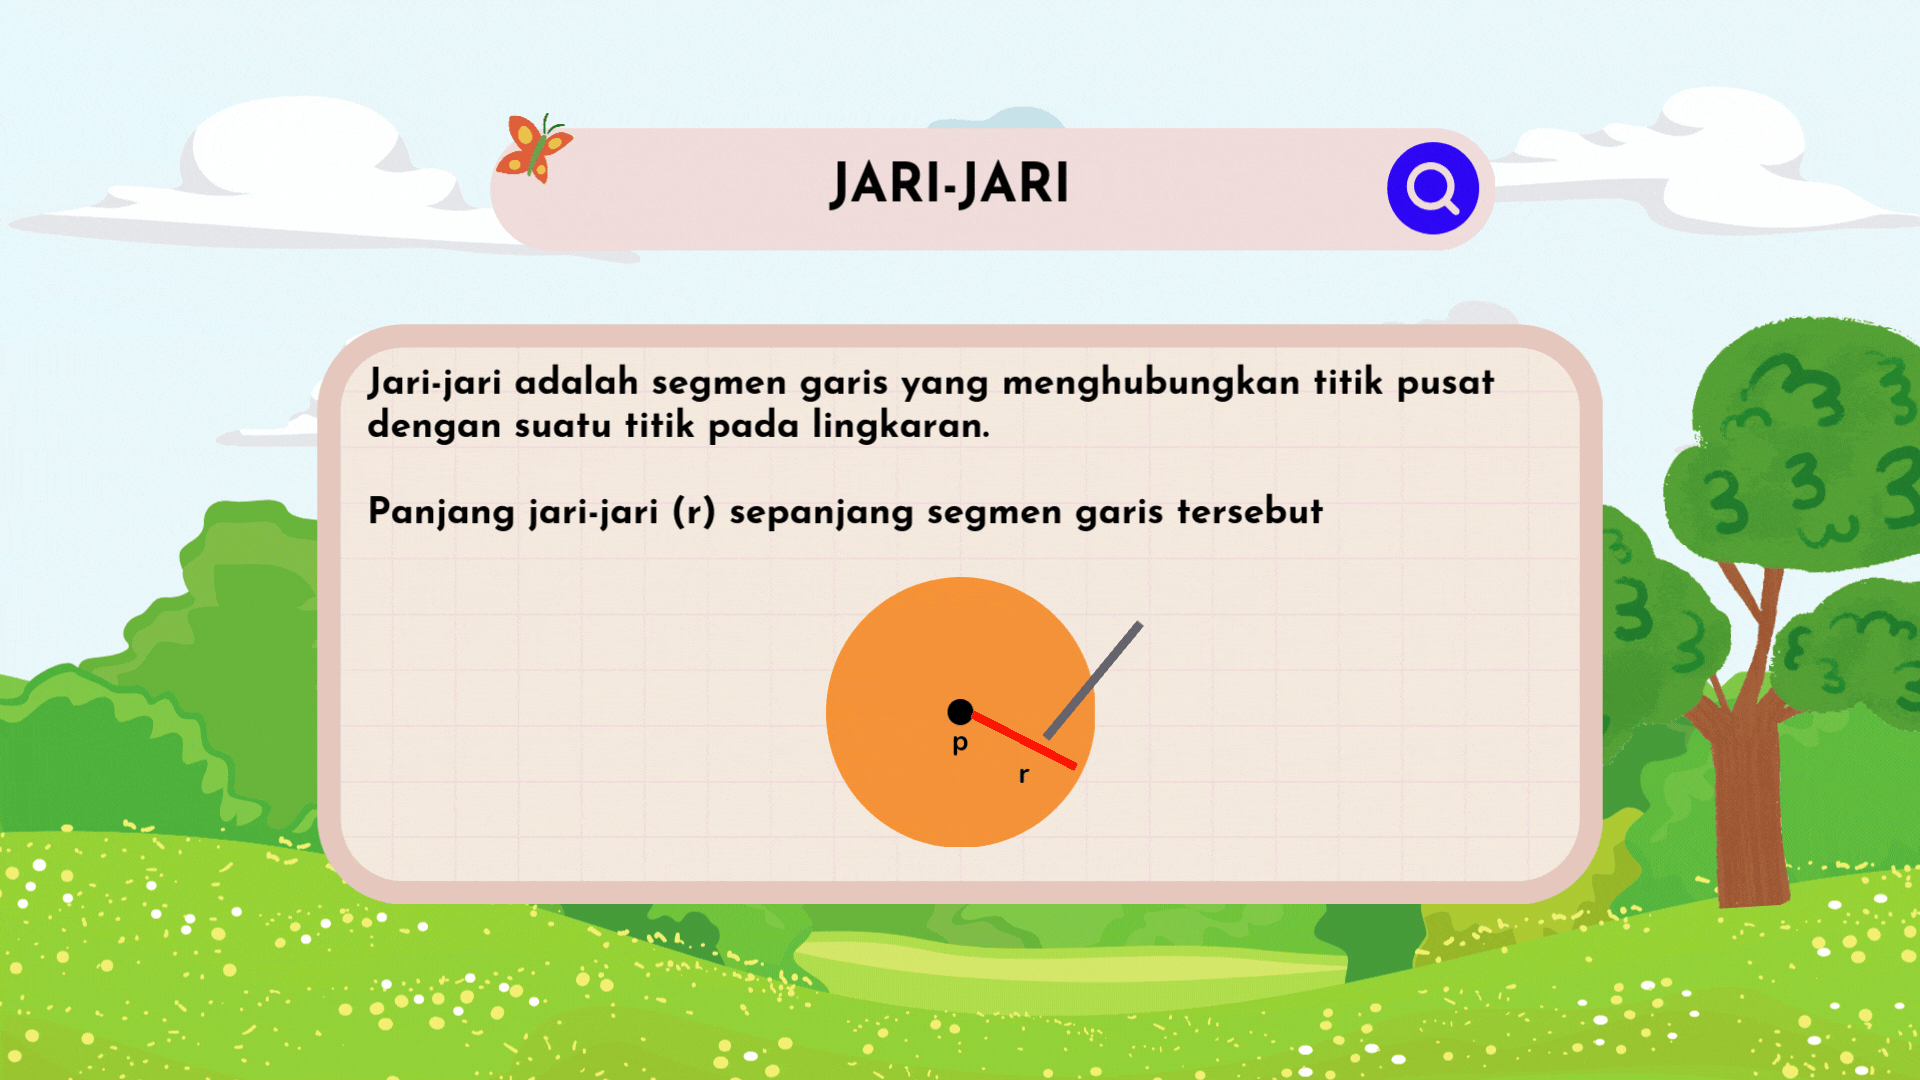 JARI-JARI
Jari-jari adalah segmen garis yang menghubungkan titik pusat
dengan suatu titik pada lingkaran.
Panjang jari-jari (r) sepanjang segmen garis tersebut
p
r